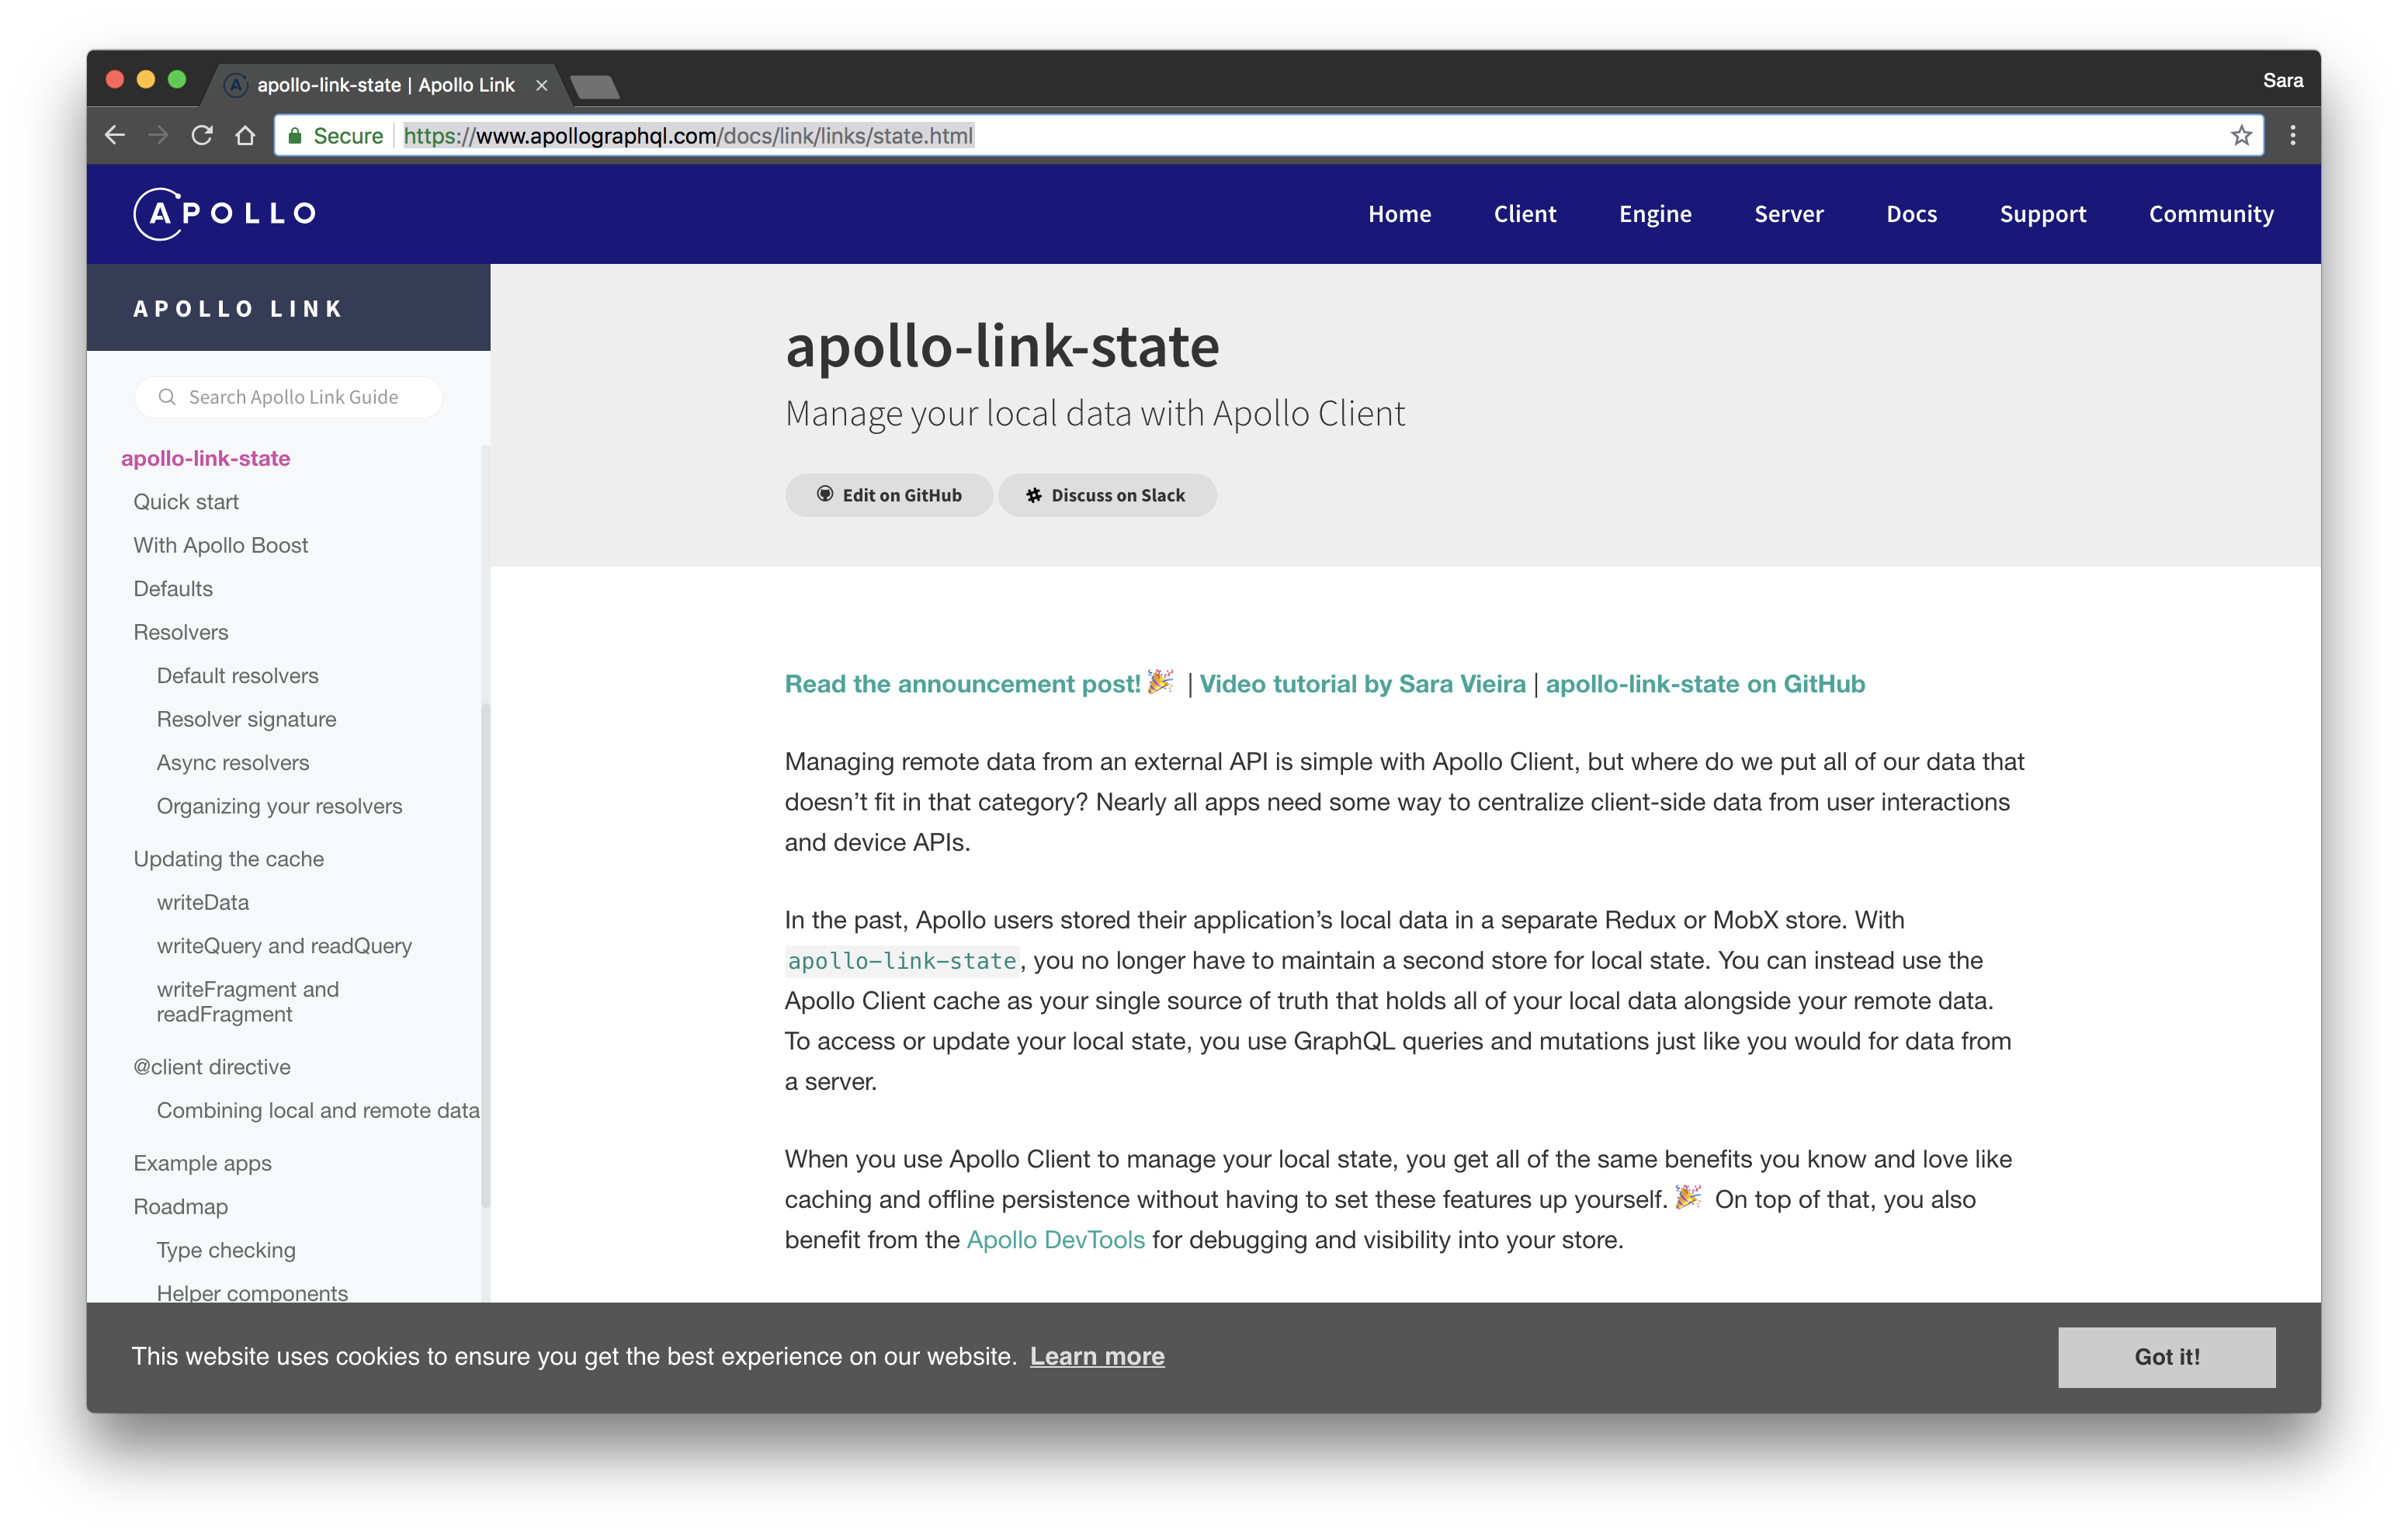 apollo-link-state | Apollo Link
Sara
Secure
https://www.apollographql.com/docs/link/links/state.html
APOLLO
Home
Client
Engine
Server
Docs
Support
Community
APOLLO LINK
Search Apollo Link Guide
apollo-link-state
Quick start
With Apollo Boost
Defaults
Resolvers
Default resolvers
Resolver signature
Async resolvers
Organizing your resolvers
Updating the cache
writeData
writeQuery and readQuery
writeFragment and
readFragment
@client directive
Combining local and remote data
Example apps
Roadmap
Type checking
Helper components
apollo-link-state
Manage your local data with Apollo Client
Edit on GitHub
Discuss on Slack
Read the announcement post!🎉 | Video tutorial by Sara Vieira | apollo-link-state on GitHub
Managing remote data from an external API is simple with Apollo Client, but where do we put all of our data that
doesn’t fit in that category? Nearly all apps need some way to centralize client-side data from user interactions
and device APIs.
In the past, Apollo users stored their application’s local data in a separate Redux or MobX store. With
apollo-link-state, you no longer have to maintain a second store for local state. You can instead use the
Apollo Client cache as your single source of truth that holds all of your local data alongside your remote data.
To access or update your local state, you use GraphQL queries and mutations just like you would for data from
a server.
When you use Apollo Client to manage your local state, you get all of the same benefits you know and love like
caching and offline persistence without having to set these features up yourself. 🎉 On top of that, you also
benefit from the Apollo DevTools for debugging and visibility into your store.
This website uses cookies to ensure you get the best experience on our website. Learn more
Got it!